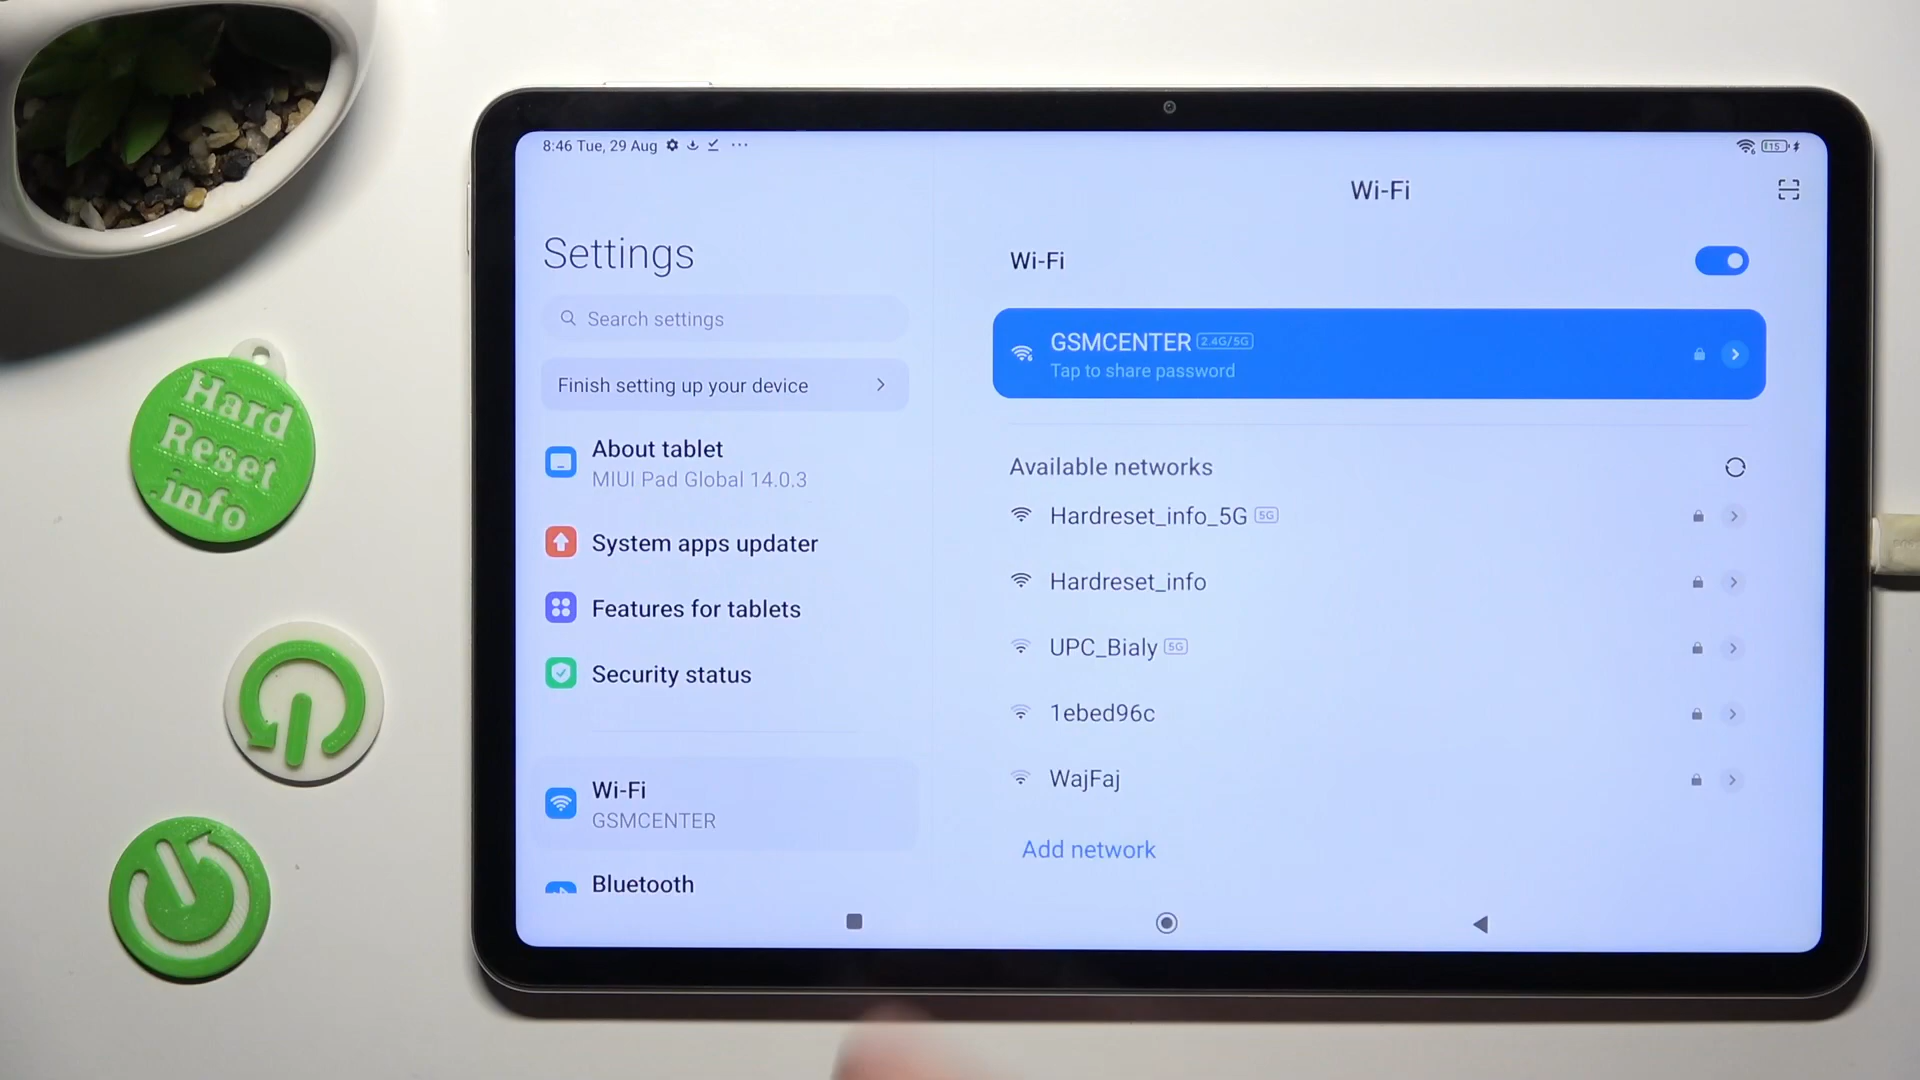 8:46 Tue, 29 Aug
15
Settings
Search settings
Finish setting up your device
About tablet
MIUI Pad Global 14.0.3
System apps updater
Features for tablets
Security status
Wi-Fi
GSMCENTER
Bluetooth
Wi-Fi
Wi-Fi
GSMCENTER 2.4G/5G
Tap to share password
Available networks
Hardreset_info_5G 5G
Hardreset_info
UPC_Bialy 5G
1ebed96c
WajFaj
Add network
Hard
Reset
.info